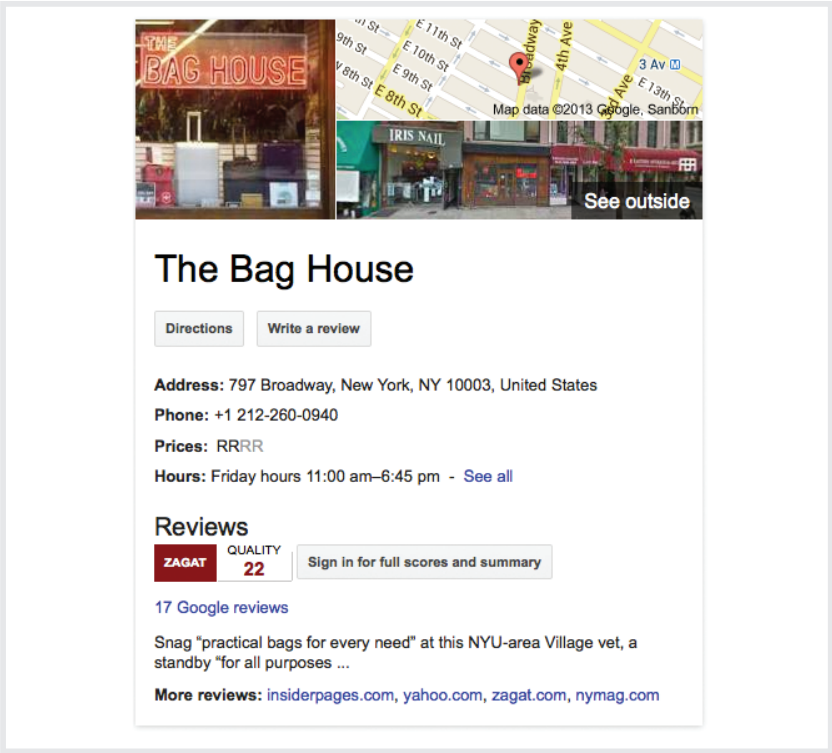 THE
BAG HOUSE
E 11th St
9th St
E 10th St
W 8th St
E 9th St
E 8th St
Broadway
4th Ave
3 Av M
E 13th St
3rd Ave
Map data ©2013 Google, Sanborn
IRIS NAIL
See outside
The Bag House
Directions Write a review
Address: 797 Broadway, New York, NY 10003, United States
Phone: +1 212-260-0940
Prices: RRRR
Hours: Friday hours 11:00 am–6:45 pm - See all
Reviews
ZAGAT QUALITY
22
Sign in for full scores and summary
17 Google reviews
Snag “practical bags for every need” at this NYU-area Village vet, a
standby “for all purposes ...
More reviews: insiderpages.com, yahoo.com, zagat.com, nymag.com